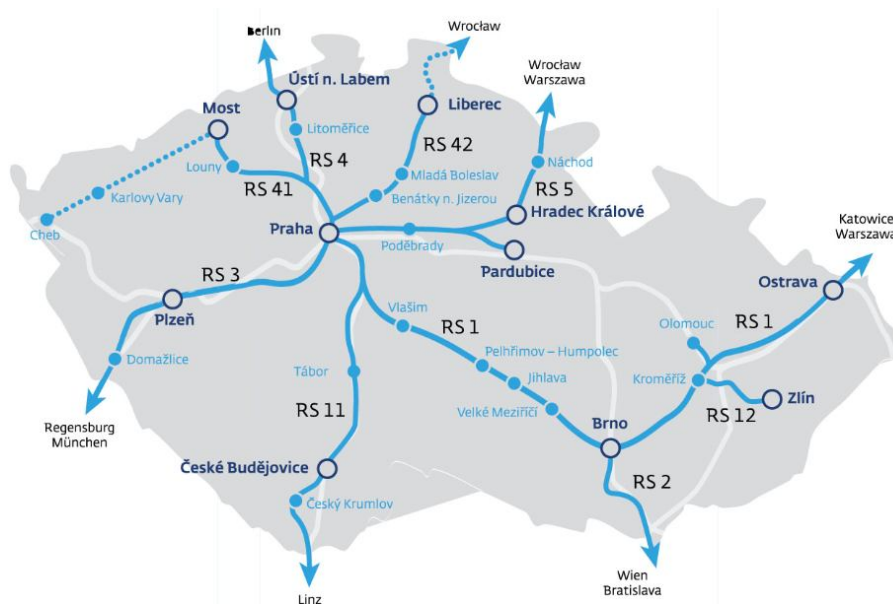 Berlin
Wrocław
Wrocław
Warszawa
Ústí n. Labem
Most
Liberec
Litoměřice
RS 42
RS 4
Louny
Mladá Boleslav
Náchod
RS 41
RS 5
Karlovy Vary
Benátky n. Jizerou
Hradec Králové
Katowice
Warszawa
Cheb
Praha
Poděbrady
Pardubice
RS 3
Ostrava
Plzeň
Vlašim
RS 1
Olomouc
RS 1
Domažlice
Pelhřimov – Humpolec
Tábor
Jihlava
Kroměříž
Zlín
RS 11
Velké Meziříčí
RS 12
Regensburg
München
Brno
České Budějovice
RS 2
Český Krumlov
Linz
Wien
Bratislava